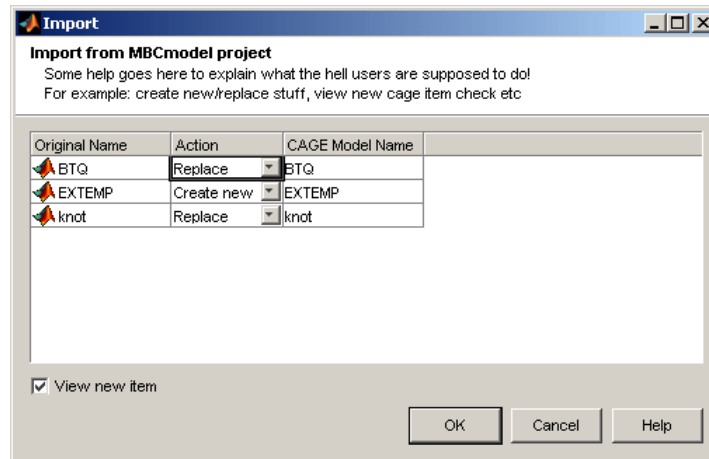 Import
Import from MBCmodel project
Some help goes here to explain what the hell users are supposed to do!
For example: create new/replace stuff, view new cage item check etc
Original Name Action CAGE Model Name
BTQ Replace BTQ
EXTEMP Create new EXTEMP
knot Replace knot
View new item
OK Cancel Help